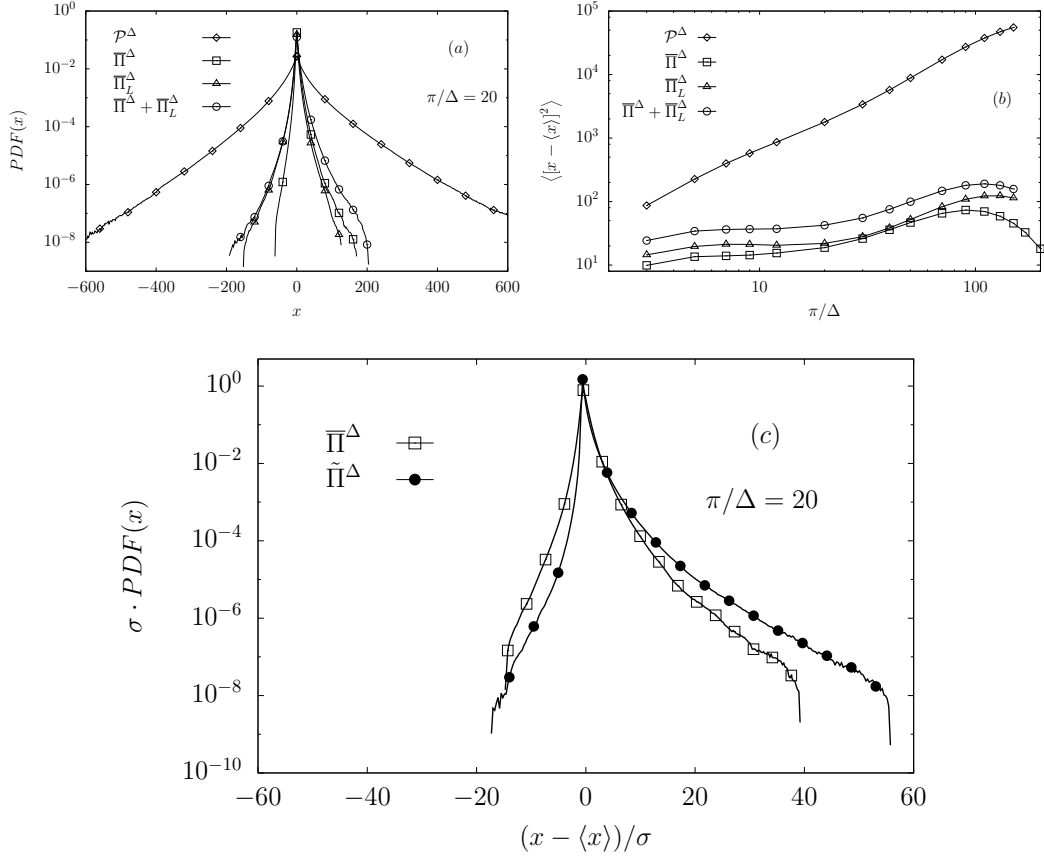 10^0
10^{-2}
10^{-4}
10^{-6}
10^{-8}
PDF(x)
𝒫^Δ
Π̅^Δ
Π̅_L^Δ
Π̅^Δ + Π̅_L^Δ
(a)
π/Δ = 20
−600 −400 −200 0 200 400 600
x
10^5
10^4
10^3
10^2
10^1
⟨[x − ⟨x⟩]^2⟩
𝒫^Δ
Π̅^Δ
Π̅_L^Δ
Π̅^Δ + Π̅_L^Δ
(b)
10 100
π/Δ
10^0
10^{-2}
10^{-4}
10^{-6}
10^{-8}
10^{-10}
σ · PDF(x)
Π̅^Δ
Π̃^Δ
(c)
π/Δ = 20
−60 −40 −20 0 20 40 60
(x − ⟨x⟩)/σ